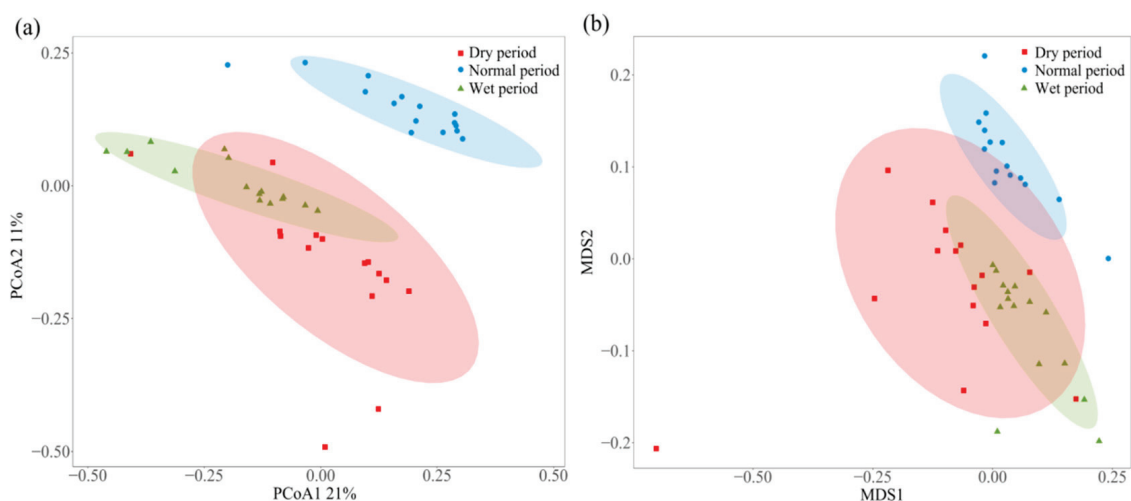 (a)
0.25
0.00
−0.25
−0.50
PCoA2 11%
Dry period
Normal period
Wet period
−0.50
−0.25
0.00
0.25
0.50
PCoA1 21%
(b)
0.2
0.1
0.0
−0.1
−0.2
MDS2
Dry period
Normal period
Wet period
−0.50
−0.25
0.00
0.25
MDS1